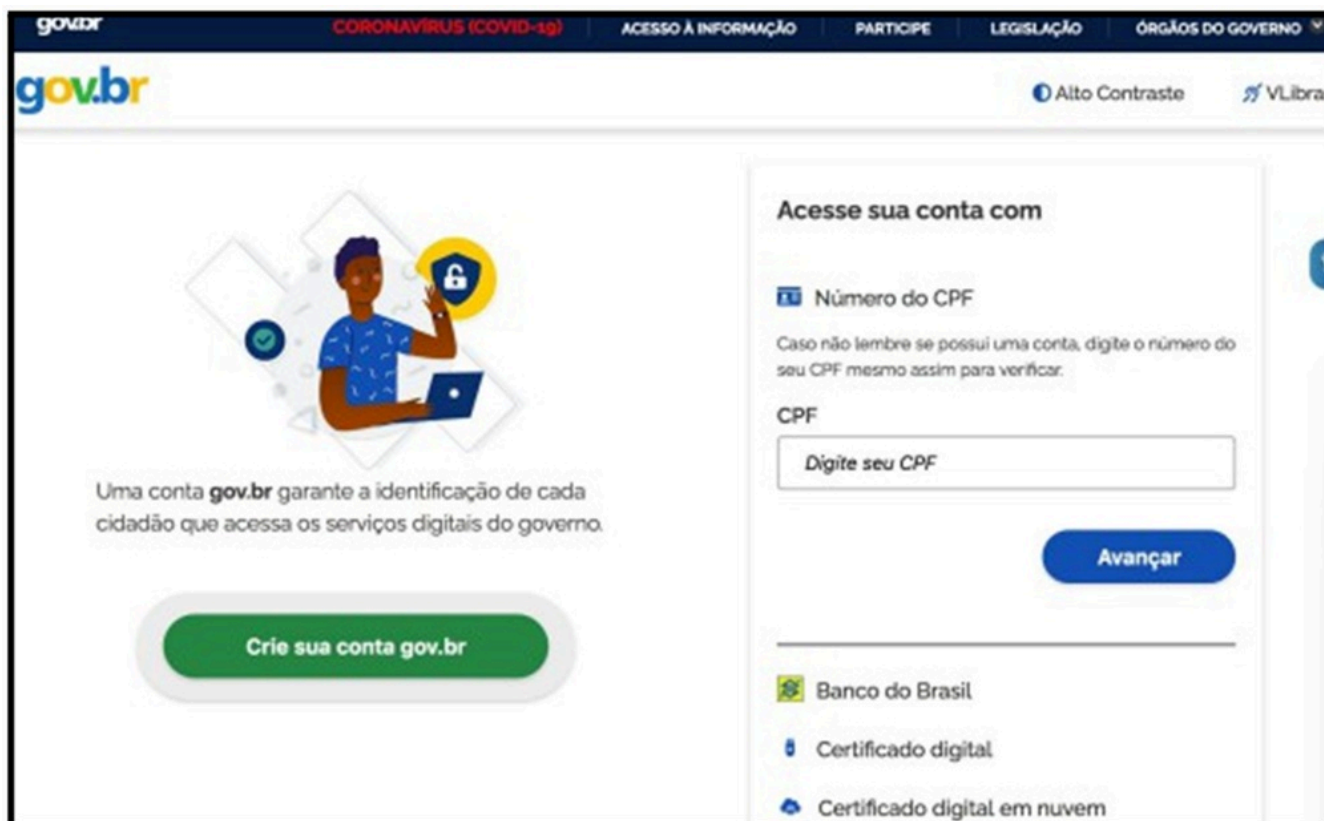 gov.br
CORONAVÍRUS (COVID-19)
ACESSO À INFORMAÇÃO
PARTICIPE
LEGISLAÇÃO
ÓRGÃOS DO GOVERNO
gov.br
Alto Contraste
VLibra
Acesse sua conta com
Número do CPF
Caso não lembre se possui uma conta, digite o número do
seu CPF mesmo assim para verificar.
CPF
Digite seu CPF
Avançar
Uma conta gov.br garante a identificação de cada
cidadão que acessa os serviços digitais do governo.
Crie sua conta gov.br
Banco do Brasil
Certificado digital
Certificado digital em nuvem